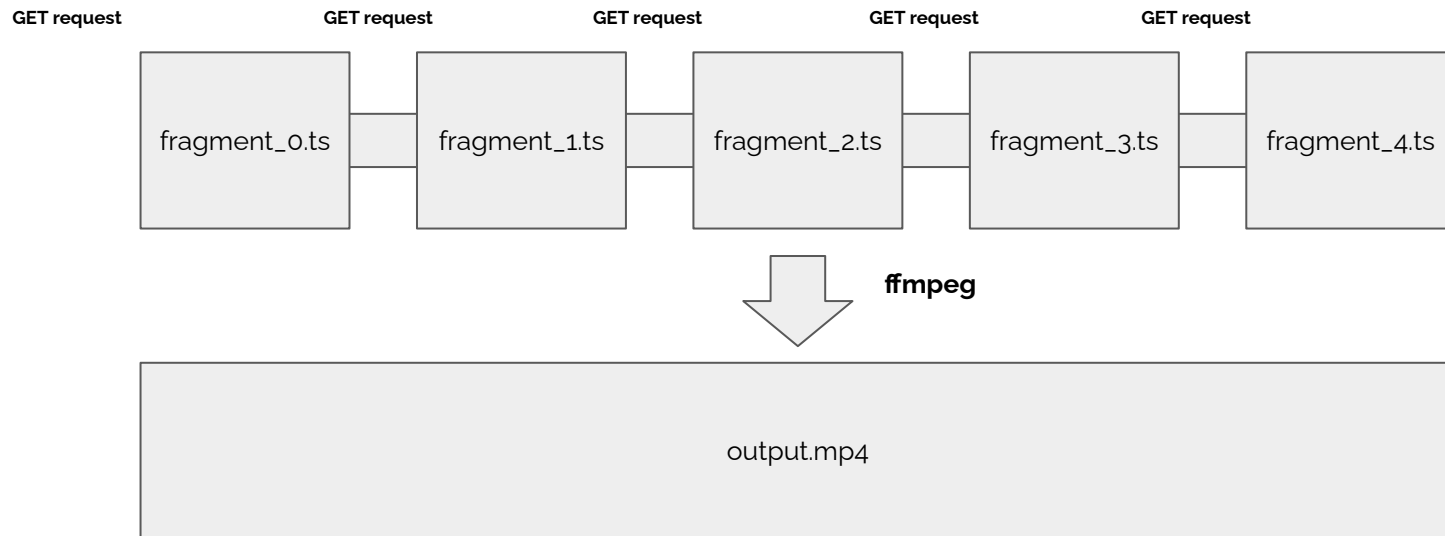 GET request GET request GET request GET request GET request
fragment_0.ts fragment_1.ts fragment_2.ts fragment_3.ts fragment_4.ts
ffmpeg
output.mp4